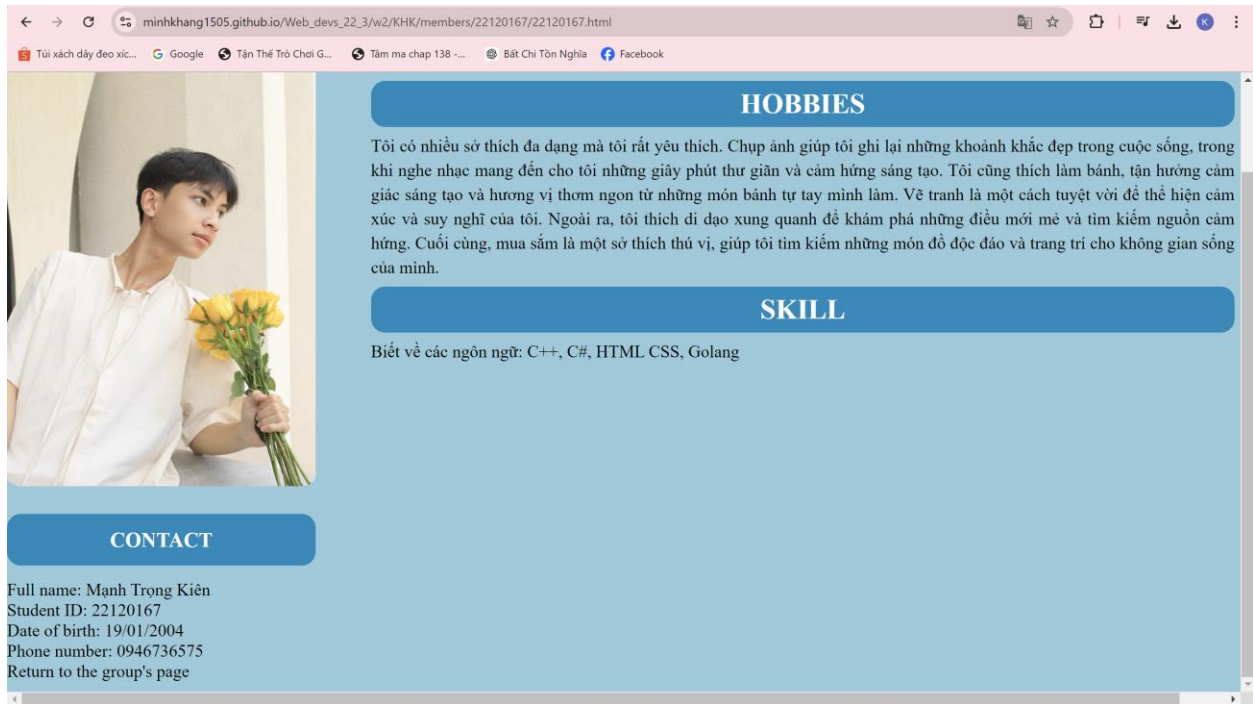 minhkhang1505.github.io/Web_devs_22_3/w2/KHK/members/22120167/22120167.html
K
Túi xách dây đeo xíc... Google Tận Thế Trò Chơi G... Tâm ma chap 138 -... Bất Chi Tồn Nghĩa Facebook
HOBBIES
Tôi có nhiều sở thích đa dạng mà tôi rất yêu thích. Chụp ảnh giúp tôi ghi lại những khoảnh khắc đẹp trong cuộc sống, trong
khi nghe nhạc mang đến cho tôi những giây phút thư giãn và cảm hứng sáng tạo. Tôi cũng thích làm bánh, tận hưởng cảm
giác sáng tạo và hương vị thơm ngon từ những món bánh tự tay mình làm. Vẽ tranh là một cách tuyệt vời để thể hiện cảm
xúc và suy nghĩ của tôi. Ngoài ra, tôi thích đi dạo xung quanh để khám phá những điều mới mẻ và tìm kiếm nguồn cảm
hứng. Cuối cùng, mua sắm là một sở thích thú vị, giúp tôi tìm kiếm những món đồ độc đáo và trang trí cho không gian sống
của mình.
SKILL
Biết về các ngôn ngữ: C++, C#, HTML CSS, Golang
CONTACT
Full name: Mạnh Trọng Kiên
Student ID: 22120167
Date of birth: 19/01/2004
Phone number: 0946736575
Return to the group's page